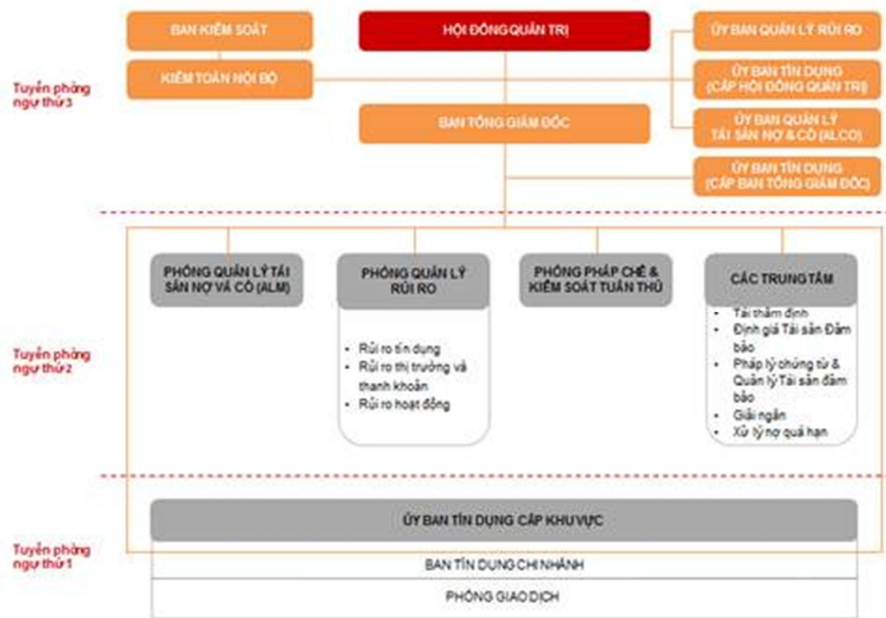 BAN KIỂM SOÁT
HỘI ĐỒNG QUẢN TRỊ
ỦY BAN QUẢN LÝ RỦI RO
Tuyến phòng
ngự thứ 3
KIỂM TOÁN NỘI BỘ
ỦY BAN TÍN DỤNG
(CẤP HỘI ĐỒNG QUẢN TRỊ)
BAN TỔNG GIÁM ĐỐC
ỦY BAN QUẢN LÝ
TÀI SẢN NỢ & CÓ (ALCO)
ỦY BAN TÍN DỤNG
(CẤP BAN TỔNG GIÁM ĐỐC)
PHÒNG QUẢN LÝ TÀI
SẢN NỢ VÀ CÓ (ALM)
PHÒNG QUẢN LÝ
RỦI RO
PHÒNG PHÁP CHẾ &
KIỂM SOÁT TUÂN THỦ
CÁC TRUNG TÂM
Tuyến phòng
ngự thứ 2
• Rủi ro tín dụng
• Rủi ro thị trường và
thanh khoản
• Rủi ro hoạt động
• Tái thẩm định
• Định giá Tài sản Đảm
bảo
• Pháp lý chứng từ &
Quản lý Tài sản đảm
bảo
• Giải ngân
• Xử lý nợ quá hạn
Tuyến phòng
ngự thứ 1
ỦY BAN TÍN DỤNG CẤP KHU VỰC
BAN TÍN DỤNG CHI NHÁNH
PHÒNG GIAO DỊCH